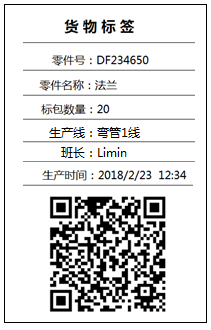 货物标签
零件号：DF234650
零件名称：法兰
标包数量：20
生产线：弯管1线
班长：Limin
生产时间：2018/2/23 12:34